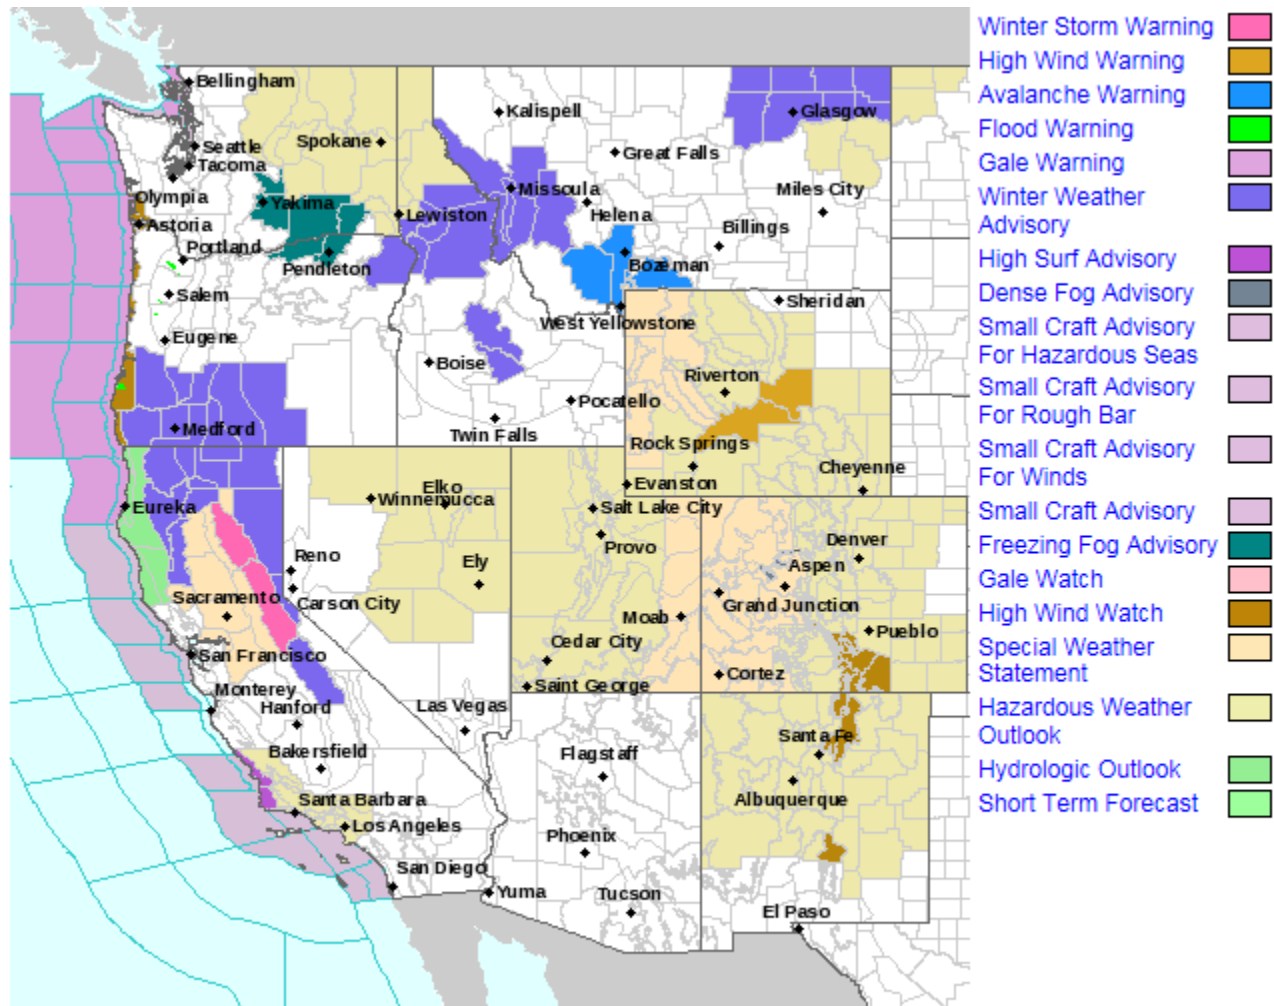 Bellingham
Seattle
Tacoma
Olympia
Astoria
Portland
Salem
Eugene
Medford
Spokane
Yakima
Pendleton
Lewiston
Kalispell
Great Falls
Glasgow
Missoula
Helena
Miles City
Billings
Bozeman
West Yellowstone
Boise
Pocatello
Twin Falls
Sheridan
Riverton
Rock Springs
Evanston
Cheyenne
Eureka
Elko
Winnemucca
Reno
Ely
Carson City
Sacramento
San Francisco
Monterey
Hanford
Bakersfield
Las Vegas
Santa Barbara
Los Angeles
San Diego
Yuma
Salt Lake City
Provo
Moab
Cedar City
Saint George
Denver
Aspen
Grand Junction
Pueblo
Cortez
Flagstaff
Phoenix
Tucson
Santa Fe
Albuquerque
El Paso
Winter Storm Warning
High Wind Warning
Avalanche Warning
Flood Warning
Gale Warning
Winter Weather
Advisory
High Surf Advisory
Dense Fog Advisory
Small Craft Advisory
For Hazardous Seas
Small Craft Advisory
For Rough Bar
Small Craft Advisory
For Winds
Small Craft Advisory
Freezing Fog Advisory
Gale Watch
High Wind Watch
Special Weather
Statement
Hazardous Weather
Outlook
Hydrologic Outlook
Short Term Forecast